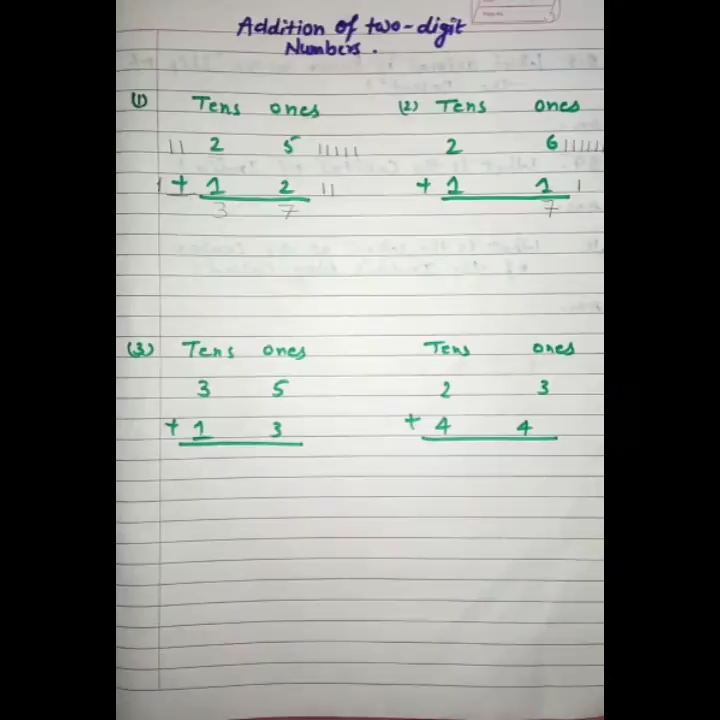 Addition of two-digit
Numbers.
(1) Tens ones (2) Tens ones
|| 2 5 ||||| 2 6 ||||||
| + 1 2 || + 1 1 |
3 7 7
(3) Tens ones Tens ones
3 5 2 3
+ 1 3 + 4 4